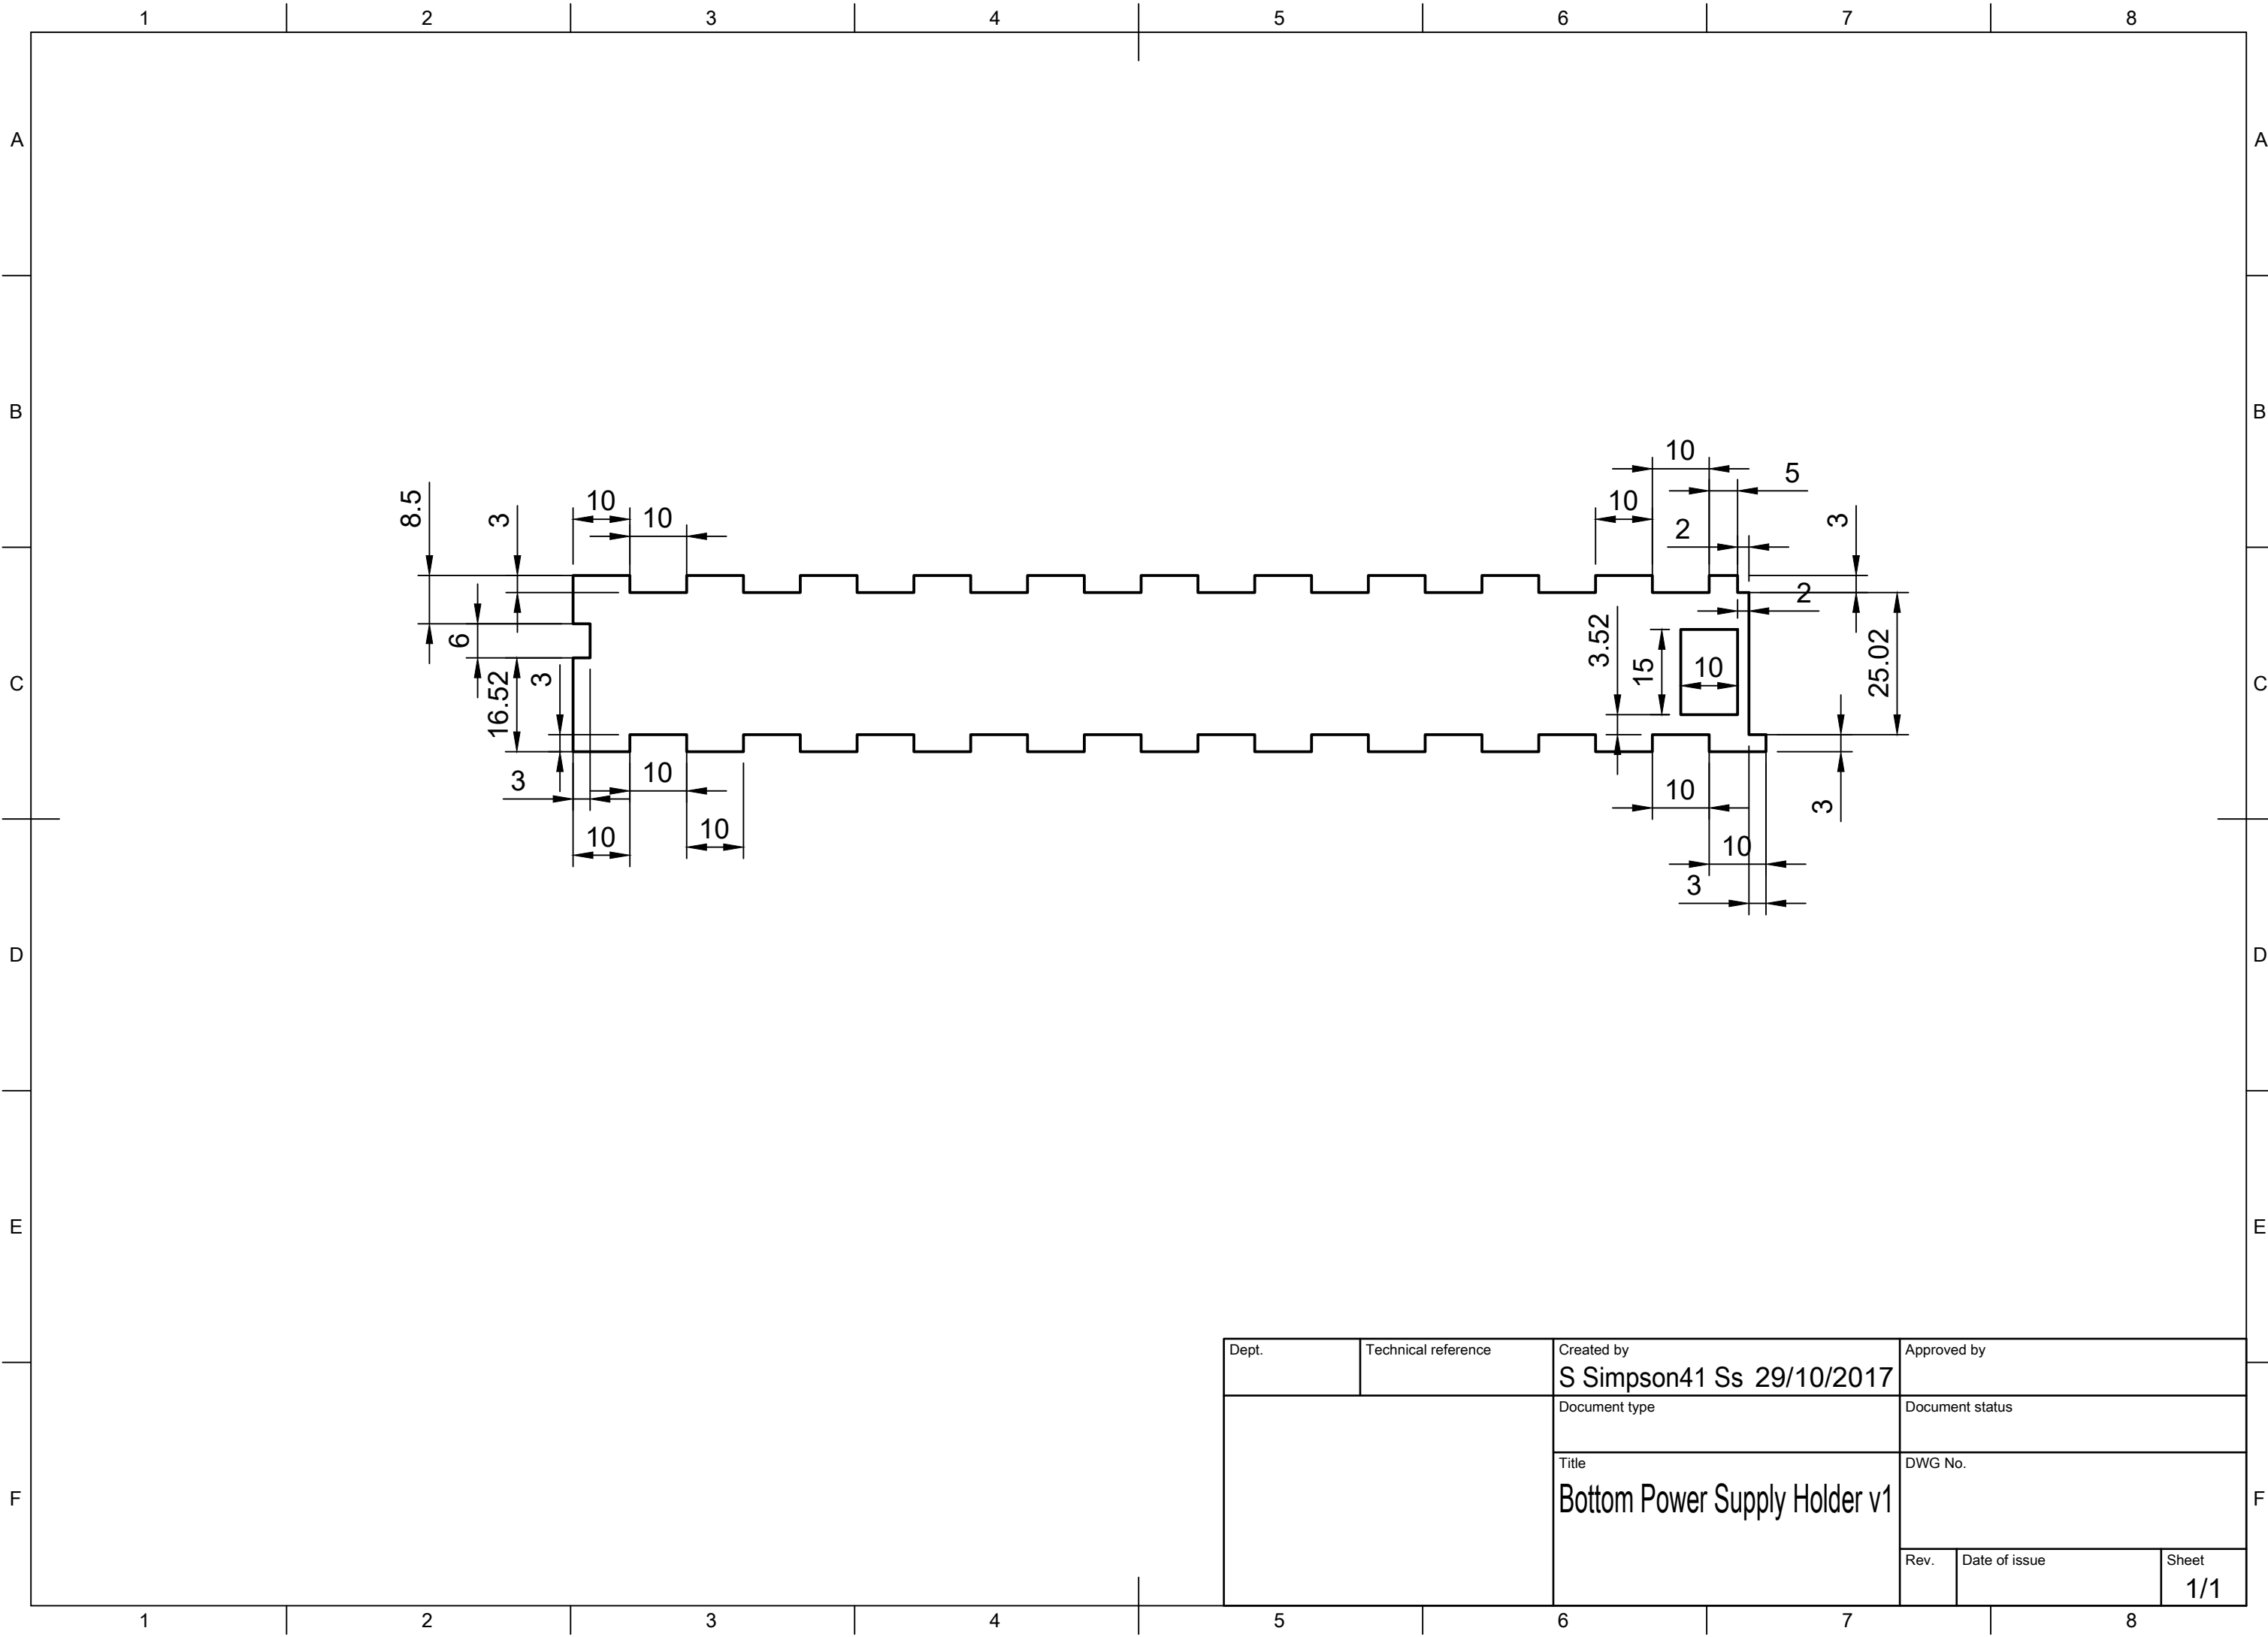 1 2 3 4 5 6 7 8
A A
B B
10
5
8.5 3 10 10 10 2 3
2
6 3.52 25.02
C 16.52 3 15 10 C
3 10 10 3
10 10 10
3
D D
E E
Dept. Technical reference Created by Approved by
S Simpson41 Ss 29/10/2017
Document type Document status
Title DWG No.
F Bottom Power Supply Holder v1 F
Rev. Date of issue Sheet
1/1
1 2 3 4 5 6 7 8